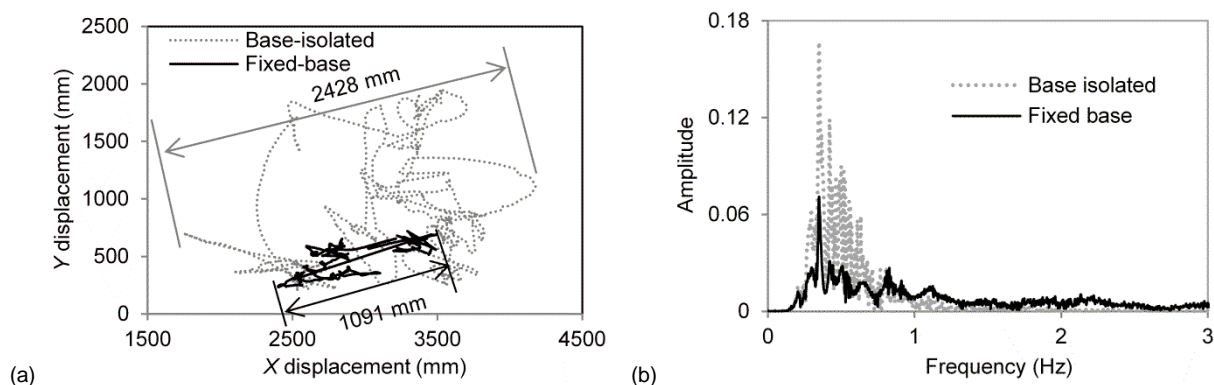 2500
2000
1500
1000
500
0
Y displacement (mm)
Base-isolated
Fixed-base
2428 mm
1091 mm
1500
2500
3500
4500
X displacement (mm)
(a)
0.18
0.12
0.06
0
Amplitude
Base isolated
Fixed base
0
1
2
3
Frequency (Hz)
(b)